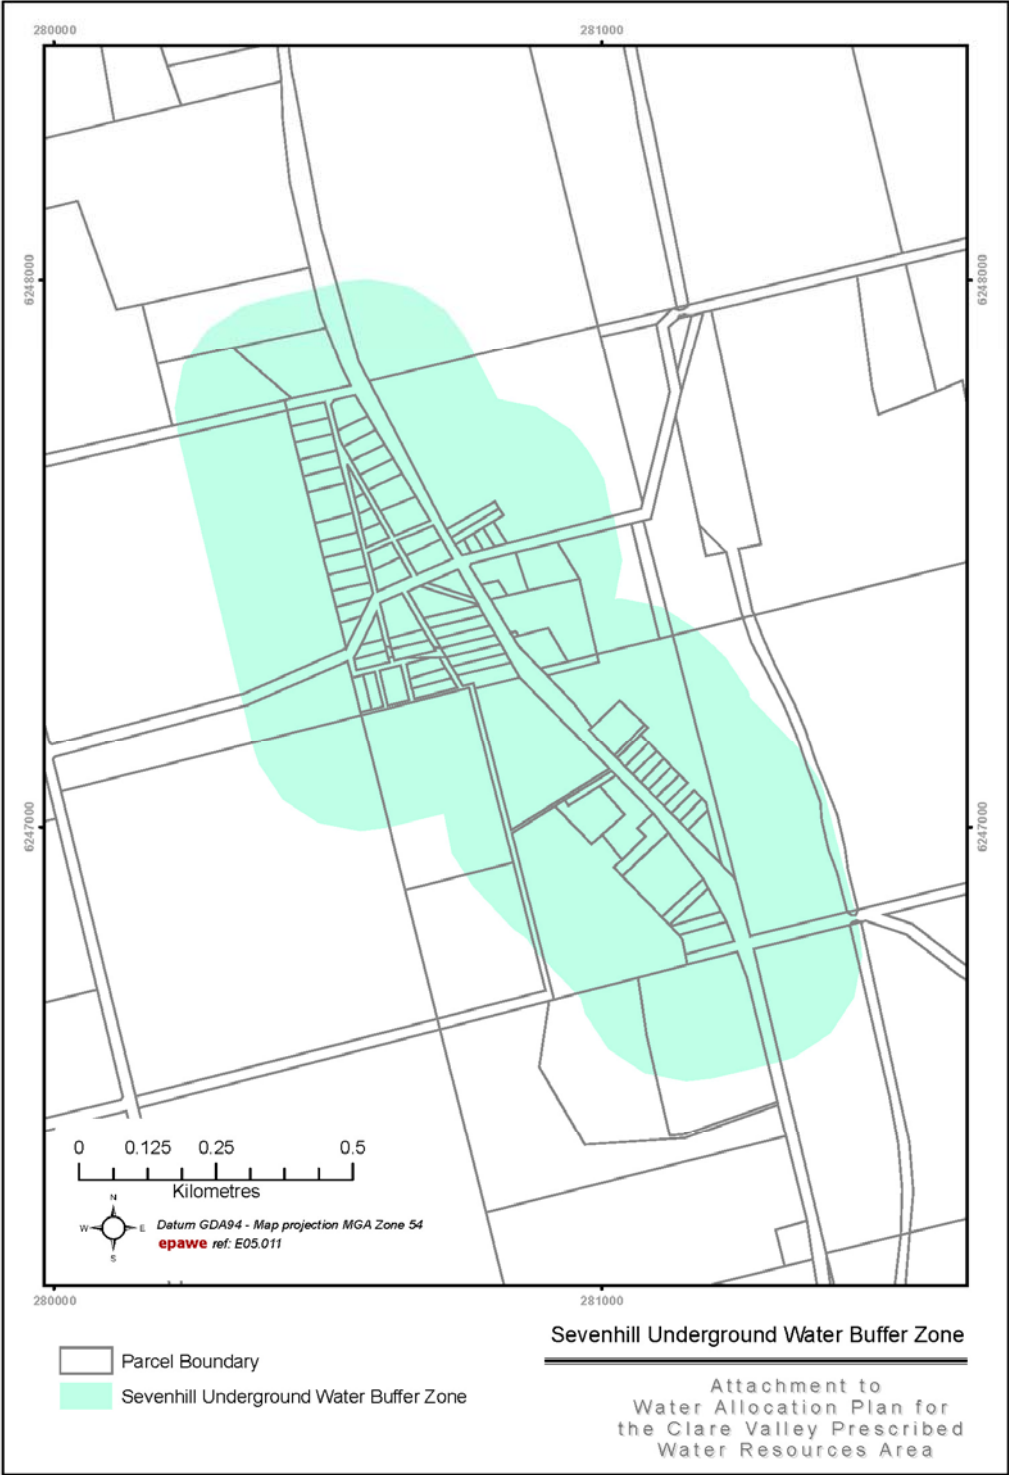 280000
281000
6248000
6248000
6247000
6247000
0 0.125 0.25 0.5
Kilometres
N
W E
S
Datum GDA94 - Map projection MGA Zone 54
epawe ref: E05.011
280000
281000
Parcel Boundary
Sevenhill Underground Water Buffer Zone
Sevenhill Underground Water Buffer Zone
Attachment to
Water Allocation Plan for
the Clare Valley Prescribed
Water Resources Area